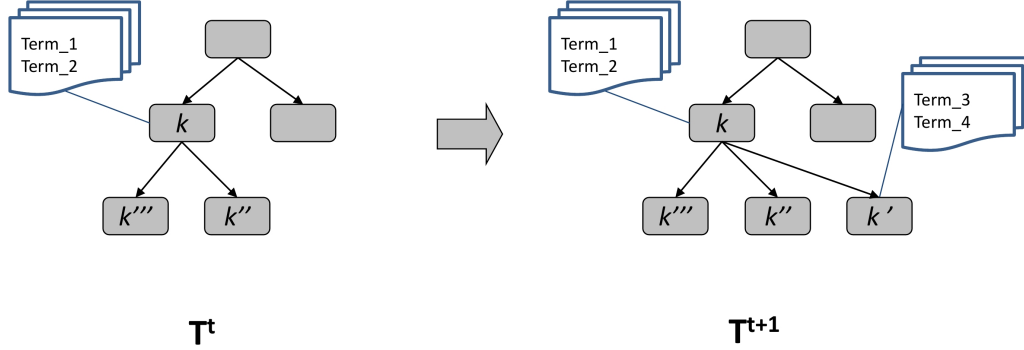 Term_1
Term_2
k
k’’’
k’’
T^t
Term_1
Term_2
Term_3
Term_4
k
k’’’
k’’
k’
T^t+1